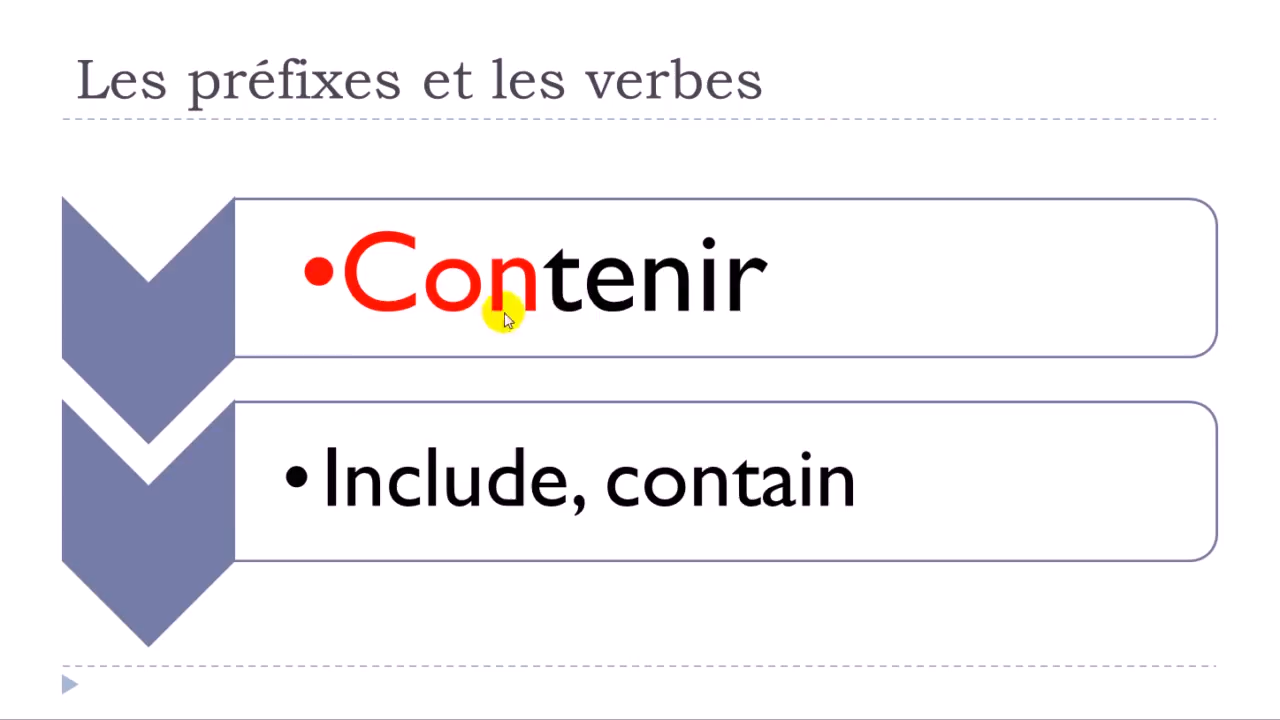 Les préfixes et les verbes
•Contenir
•Include, contain